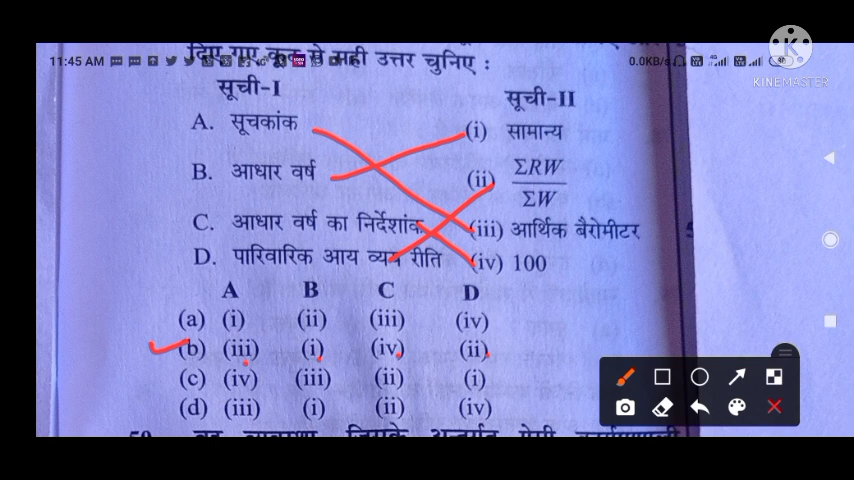 दिए गए कूट से सही उत्तर चुनिए :
11:45 AM
0.0KB/s
KINEMASTER
सूची-I
सूची-II
A. सूचकांक
(i) सामान्य
B. आधार वर्ष
(ii) ΣRW
ΣW
C. आधार वर्ष का निर्देशांक
(iii) आर्थिक बैरोमीटर
D. पारिवारिक आय व्यय रीति
(iv) 100
A B C D
(a) (i) (ii) (iii) (iv)
(b) (iii) (i) (iv) (ii)
(c) (iv) (iii) (ii) (i)
(d) (iii) (i) (ii) (iv)